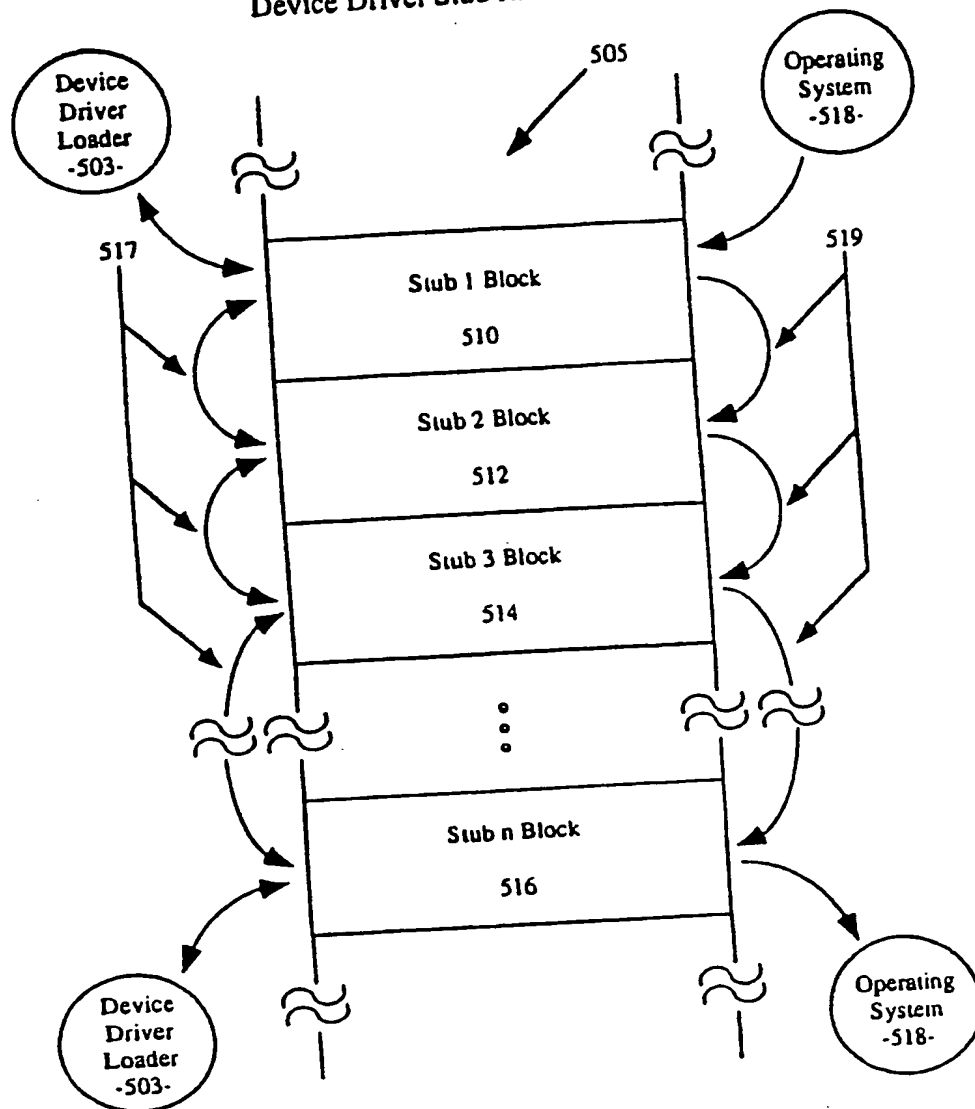 Device Driver Stub
505
Device
Driver
Loader
-503-
Operating
System
-518-
517
519
Stub 1 Block
510
Stub 2 Block
512
Stub 3 Block
514
Stub n Block
516
Device
Driver
Loader
-503-
Operating
System
-518-